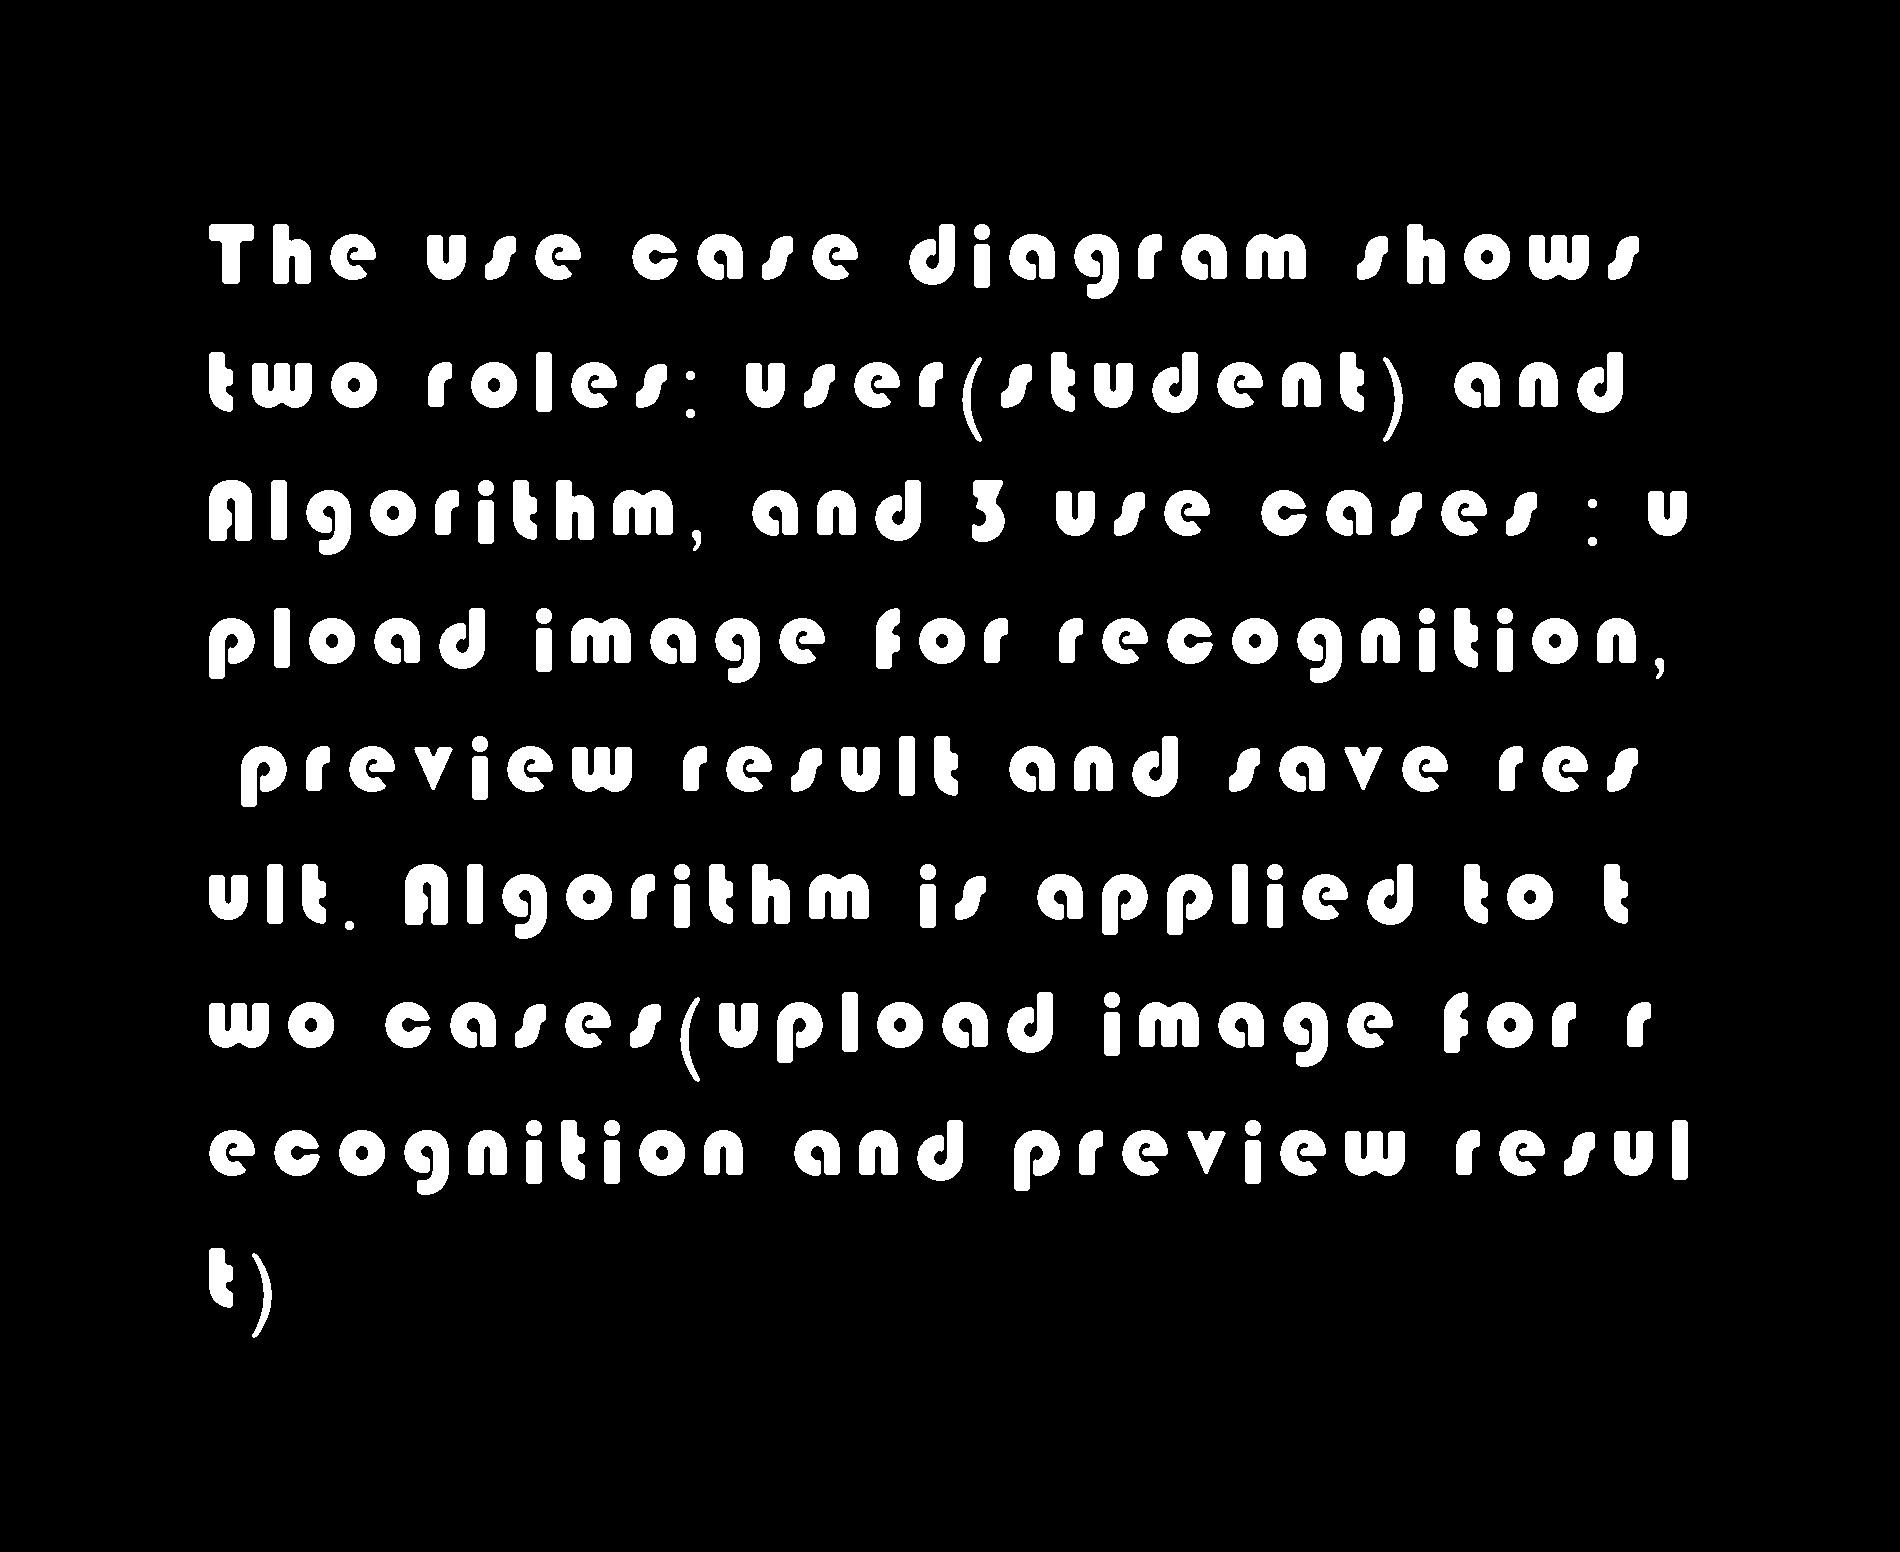 The use case diagram shows
two roles: user(student) and
Algorithm, and 3 use cases : u
pload image for recognition,
preview result and save res
ult. Algorithm is applied to t
wo cases(upload image for r
ecognition and preview resul
t)